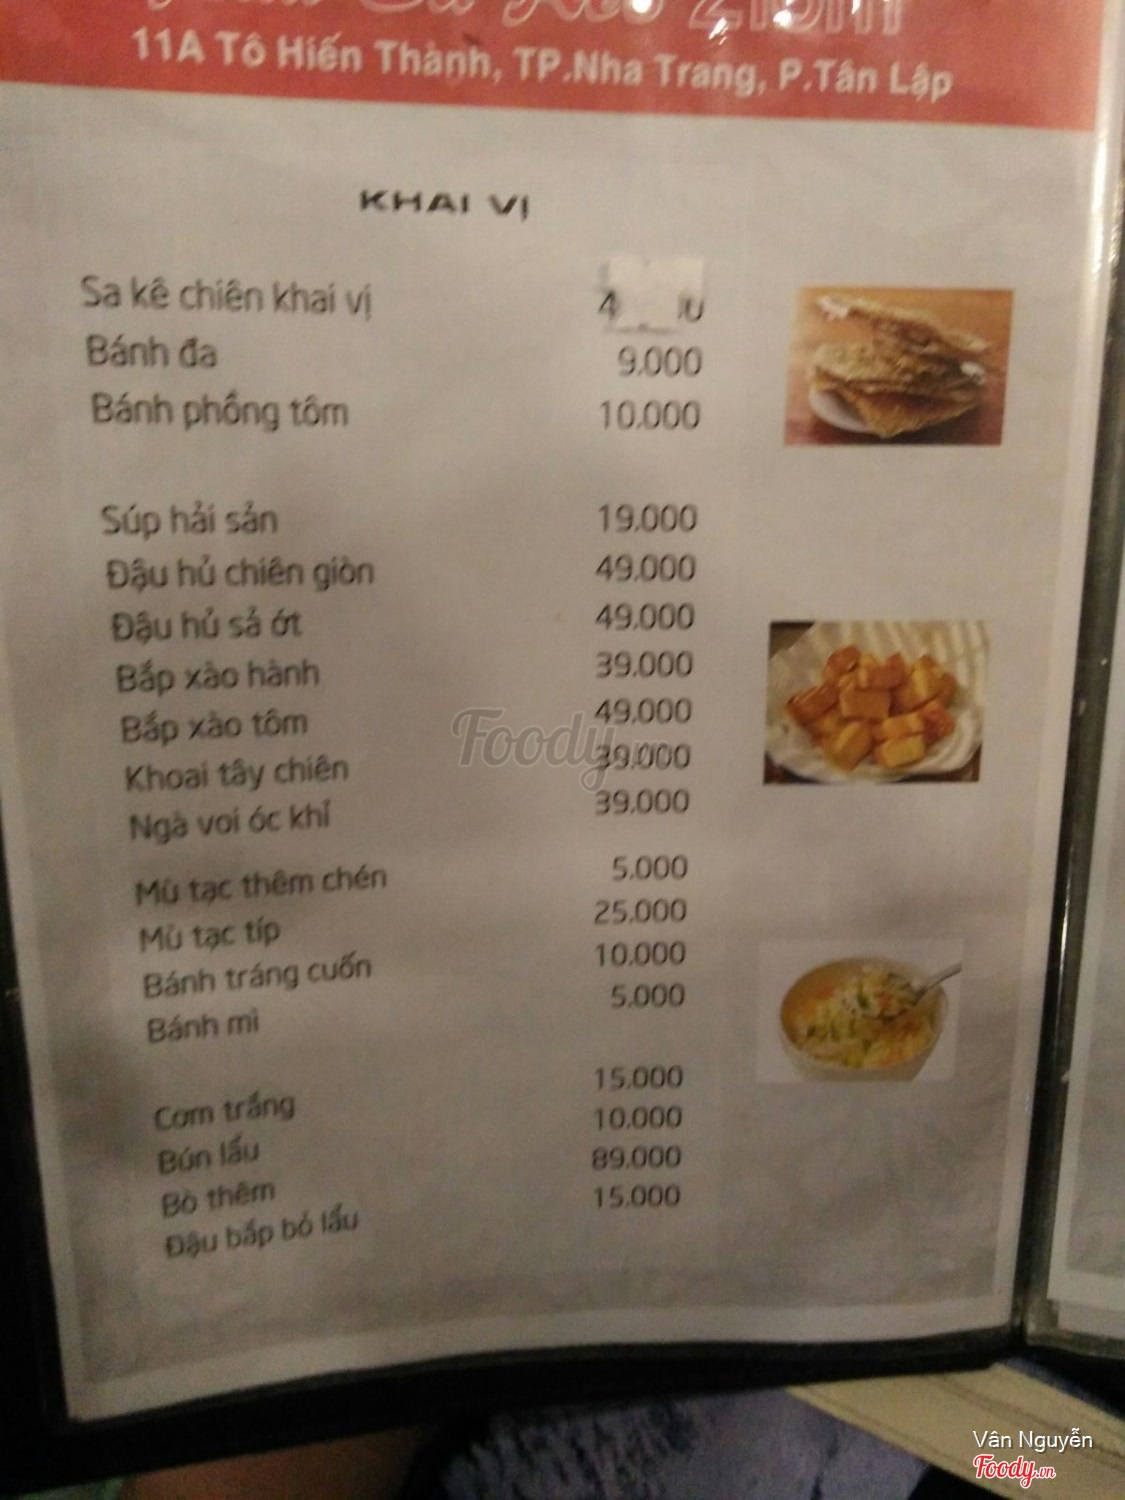 11A Tô Hiến Thành, TP.Nha Trang, P.Tân Lập
KHAI VỊ
Sa kê chiên khai vị
Bánh đa 9.000
Bánh phồng tôm 10.000
Súp hải sản 19.000
Đậu hủ chiên giòn 49.000
Đậu hủ sả ớt 49.000
Bắp xào hành 39.000
Bắp xào tôm 49.000
Khoai tây chiên 39.000
Ngà voi óc khỉ 39.000
Mù tạc thêm chén 5.000
Mù tạc típ 25.000
Bánh tráng cuốn 10.000
Bánh mì 5.000
Cơm trắng 15.000
Bún lẩu 10.000
Bò thêm 89.000
Đậu bắp bỏ lẩu 15.000
Foody
Vân Nguyễn
Foody.vn